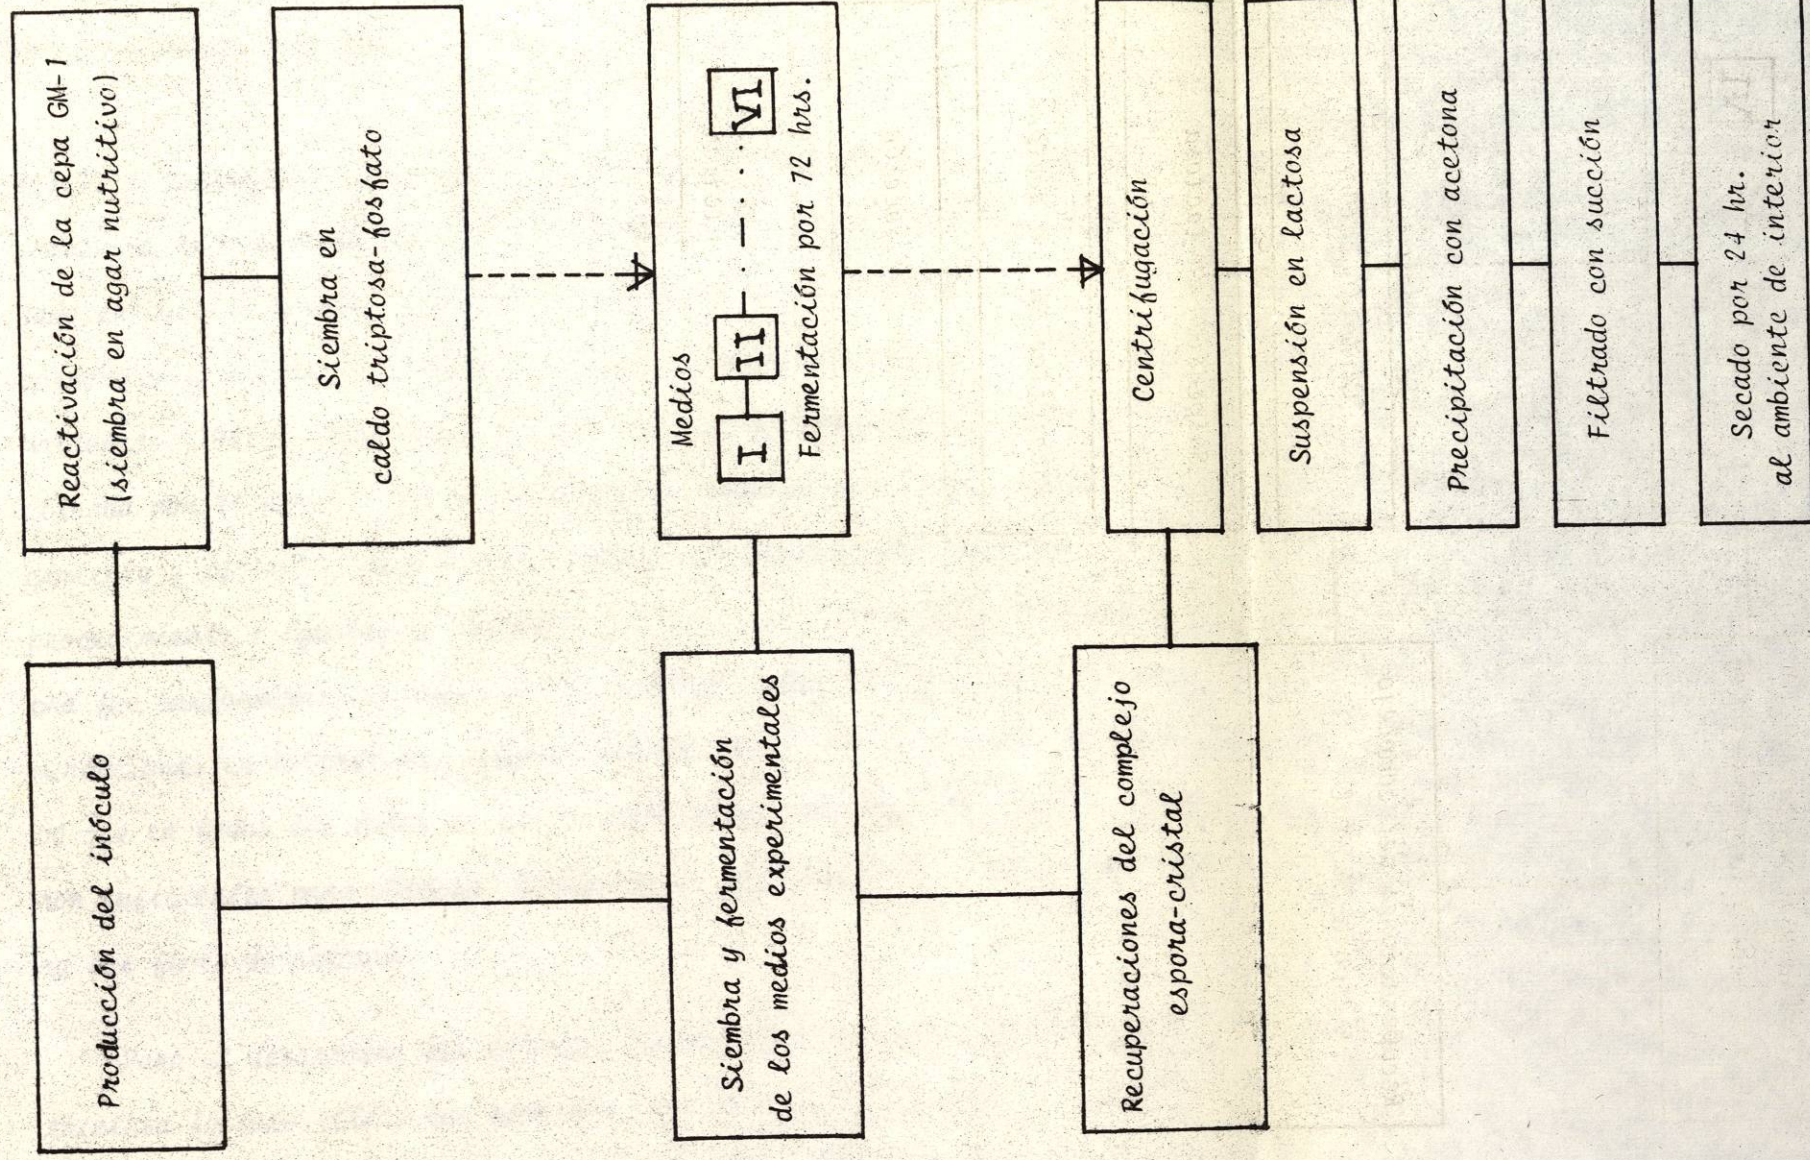 Producción del inóculo
Reactivación de la cepa GM-1
(siembra en agar nutritivo)
Siembra en
caldo triptosa-fosfato
Siembra y fermentación
de los medios experimentales
Medios
I II VI
Fermentación por 72 hrs.
Recuperaciones del complejo
espora-cristal
Centrifugación
Suspensión en lactosa
Precipitación con acetona
Filtrado con succión
Secado por 24 hr.
al ambiente de interior